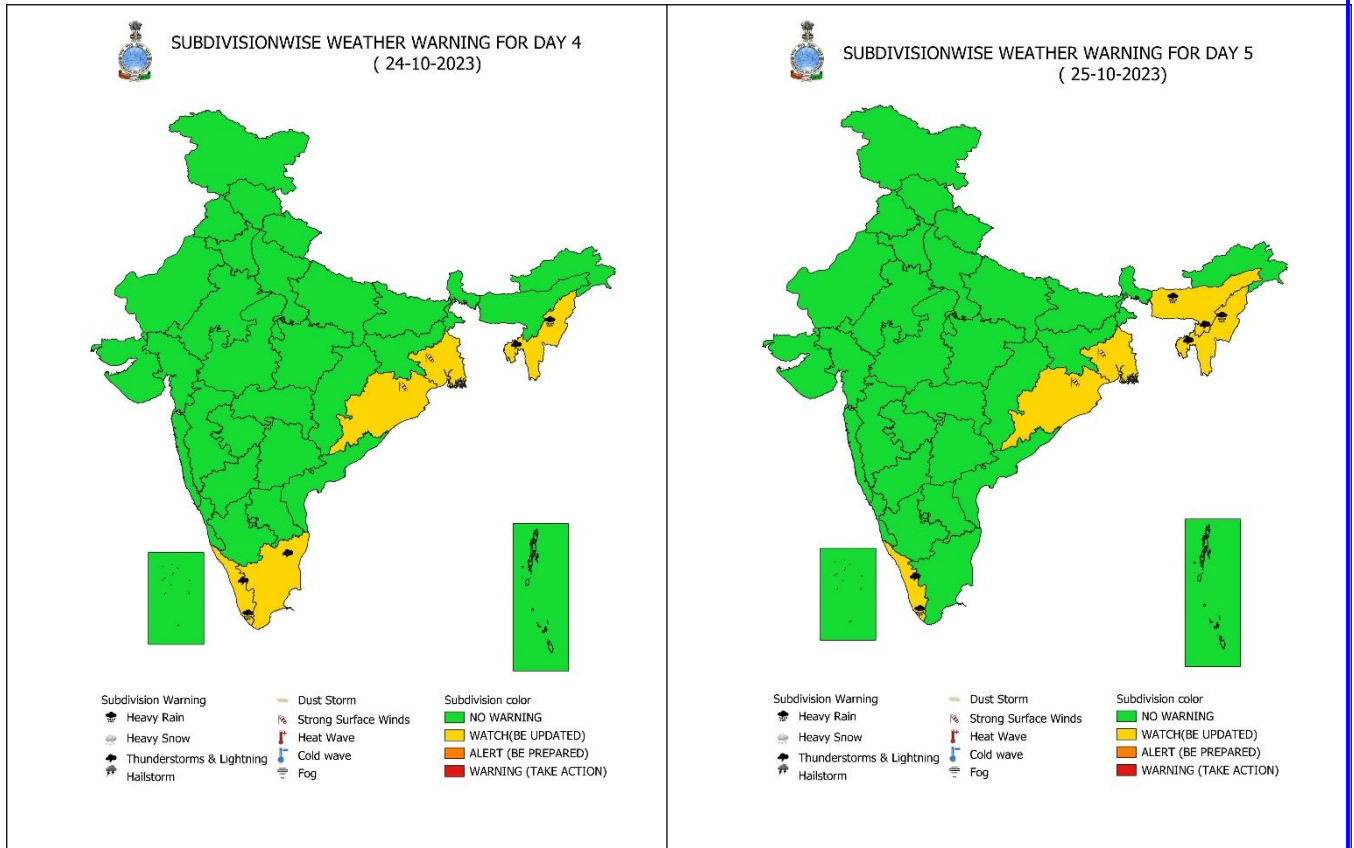 SUBDIVISIONWISE WEATHER WARNING FOR DAY 4
( 24-10-2023)
Subdivision Warning
Heavy Rain
Heavy Snow
Thunderstorms & Lightning
Hailstorm
Dust Storm
Strong Surface Winds
Heat Wave
Cold wave
Fog
Subdivision color
NO WARNING
WATCH(BE UPDATED)
ALERT (BE PREPARED)
WARNING (TAKE ACTION)
SUBDIVISIONWISE WEATHER WARNING FOR DAY 5
( 25-10-2023)
Subdivision Warning
Heavy Rain
Heavy Snow
Thunderstorms & Lightning
Hailstorm
Dust Storm
Strong Surface Winds
Heat Wave
Cold wave
Fog
Subdivision color
NO WARNING
WATCH(BE UPDATED)
ALERT (BE PREPARED)
WARNING (TAKE ACTION)